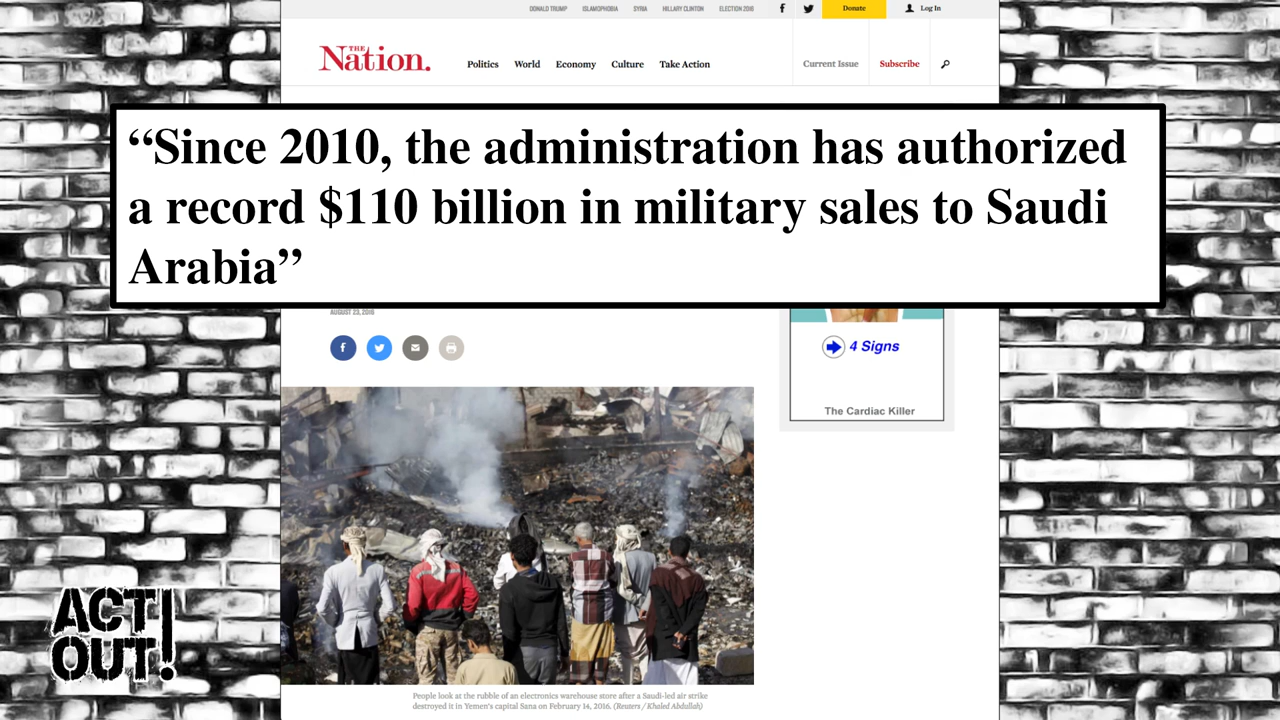 DONALD TRUMP ISLAMOPHOBIA SYRIA HILLARY CLINTON ELECTION 2016 Donate Log In
THE Nation. Politics World Economy Culture Take Action Current Issue Subscribe
“Since 2010, the administration has authorized
a record $110 billion in military sales to Saudi
Arabia”
AUGUST 23, 2016
4 Signs
The Cardiac Killer
ACT
OUT!
People look at the rubble of an electronics warehouse store after a Saudi-led air strike
destroyed it in Yemen's capital Sana on February 14, 2016. (Reuters / Khaled Abdullah)